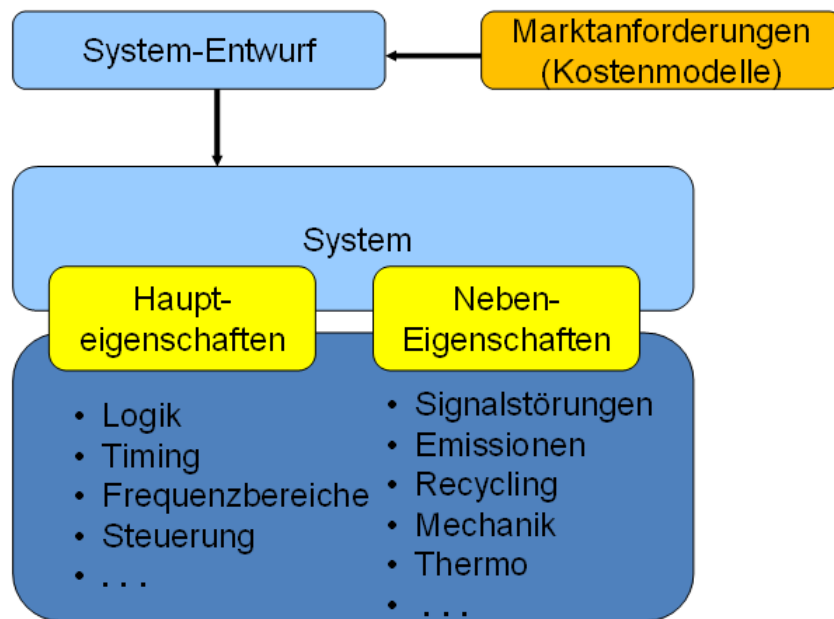 System-Entwurf
Marktanforderungen
(Kostenmodelle)
System
Haupt-
eigenschaften
Neben-
Eigenschaften
• Logik
• Timing
• Frequenzbereiche
• Steuerung
• . . .
• Signalstörungen
• Emissionen
• Recycling
• Mechanik
• Thermo
• . . .